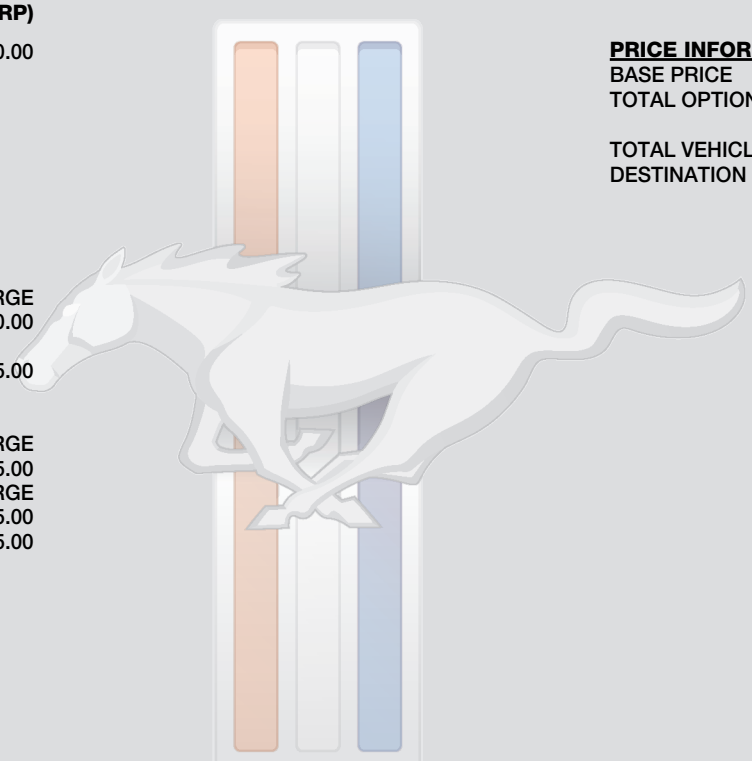 RP)
0.00
RGE
0.00
5.00
RGE
5.00
RGE
5.00
5.00
PRICE INFOR
BASE PRICE
TOTAL OPTION
TOTAL VEHICL
DESTINATION